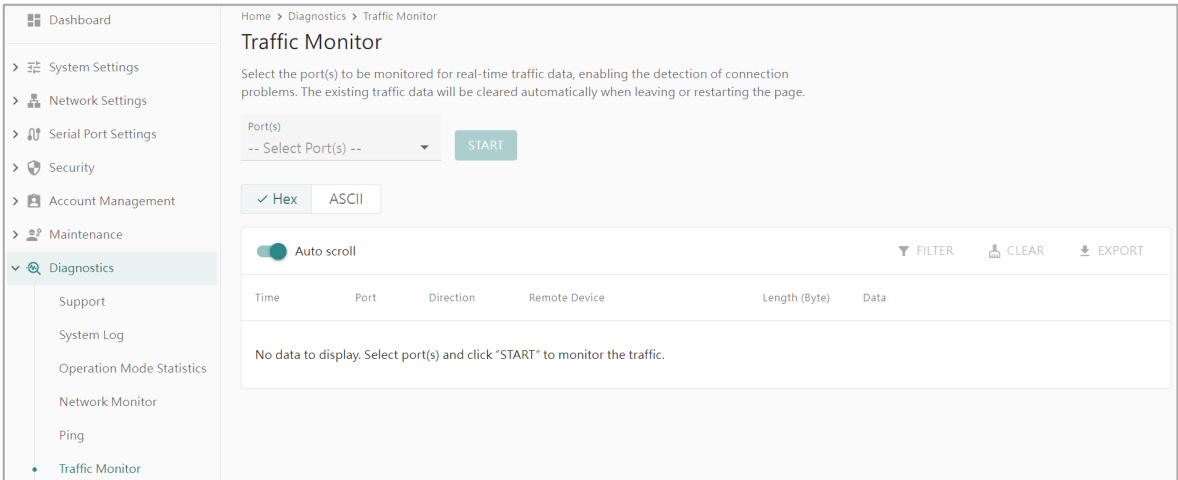 Dashboard
System Settings
Network Settings
Serial Port Settings
Security
Account Management
Maintenance
Diagnostics
Support
System Log
Operation Mode Statistics
Network Monitor
Ping
Traffic Monitor
Home > Diagnostics > Traffic Monitor
Traffic Monitor
Select the port(s) to be monitored for real-time traffic data, enabling the detection of connection
problems. The existing traffic data will be cleared automatically when leaving or restarting the page.
Port(s)
-- Select Port(s) --
START
Hex ASCII
Auto scroll FILTER CLEAR EXPORT
Time Port Direction Remote Device Length (Byte) Data
No data to display. Select port(s) and click “START” to monitor the traffic.